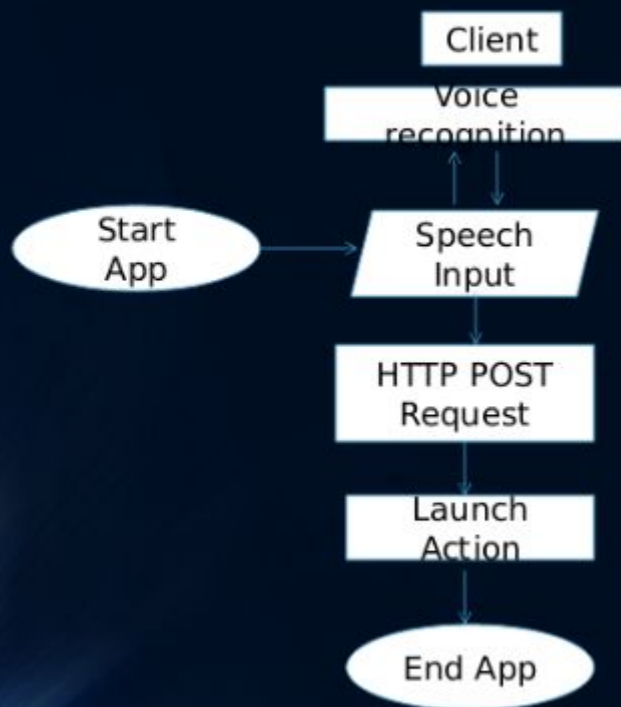 Client
Voice
recognition
Start
App
Speech
Input
HTTP POST
Request
Launch
Action
End App